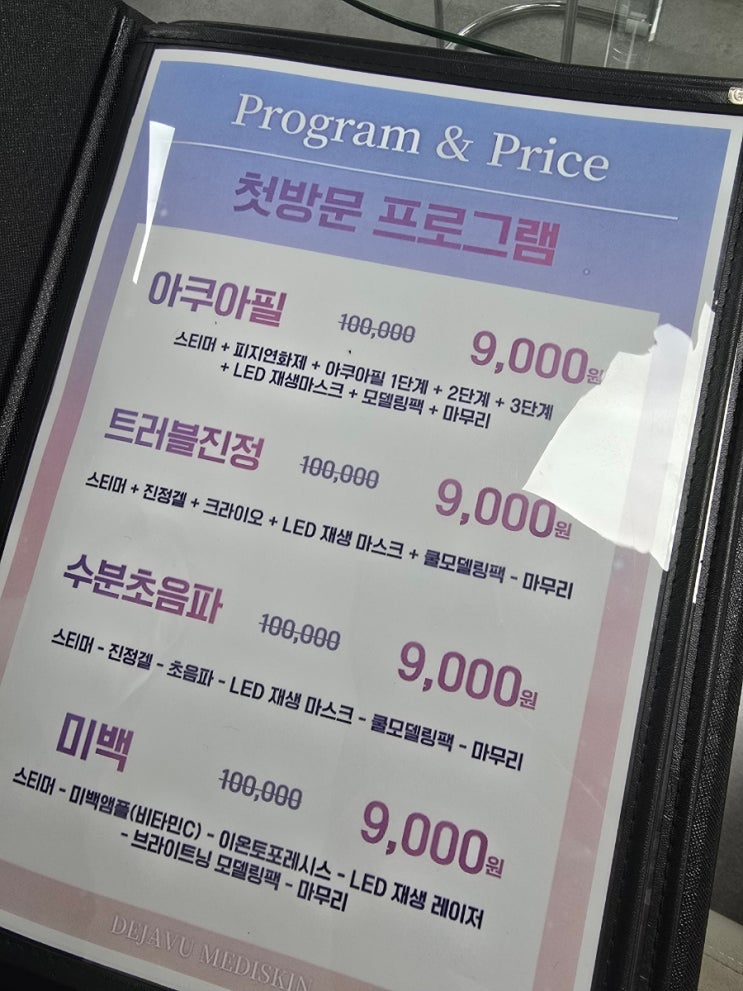 Program & Price
첫방문 프로그램
아쿠아필 100,000 9,000원
스티머 + 피지연화제 + 아쿠아필 1단계 + 2단계 + 3단계
+ LED 재생마스크 + 모델링팩 + 마무리
트러블진정 100,000 9,000원
스티머 + 진정겔 + 크라이오 + LED 재생 마스크 + 쿨모델링팩 - 마무리
수분초음파 100,000 9,000원
스티머 - 진정겔 - 초음파 - LED 재생 마스크 - 쿨모델링팩 - 마무리
미백 100,000 9,000원
스티머 - 미백앰플(비타민C) - 이온토포레시스 - LED 재생 레이저
- 브라이트닝 모델링팩 - 마무리
DEJAVU MEDISKIN